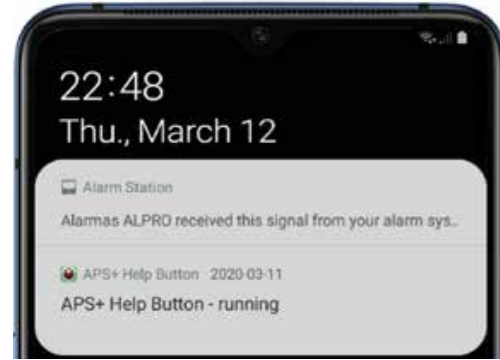 22:48
Thu., March 12
Alarm Station
Alarmas ALPRO received this signal from your alarm sys..
APS+ Help Button 2020-03-11
APS+ Help Button - running